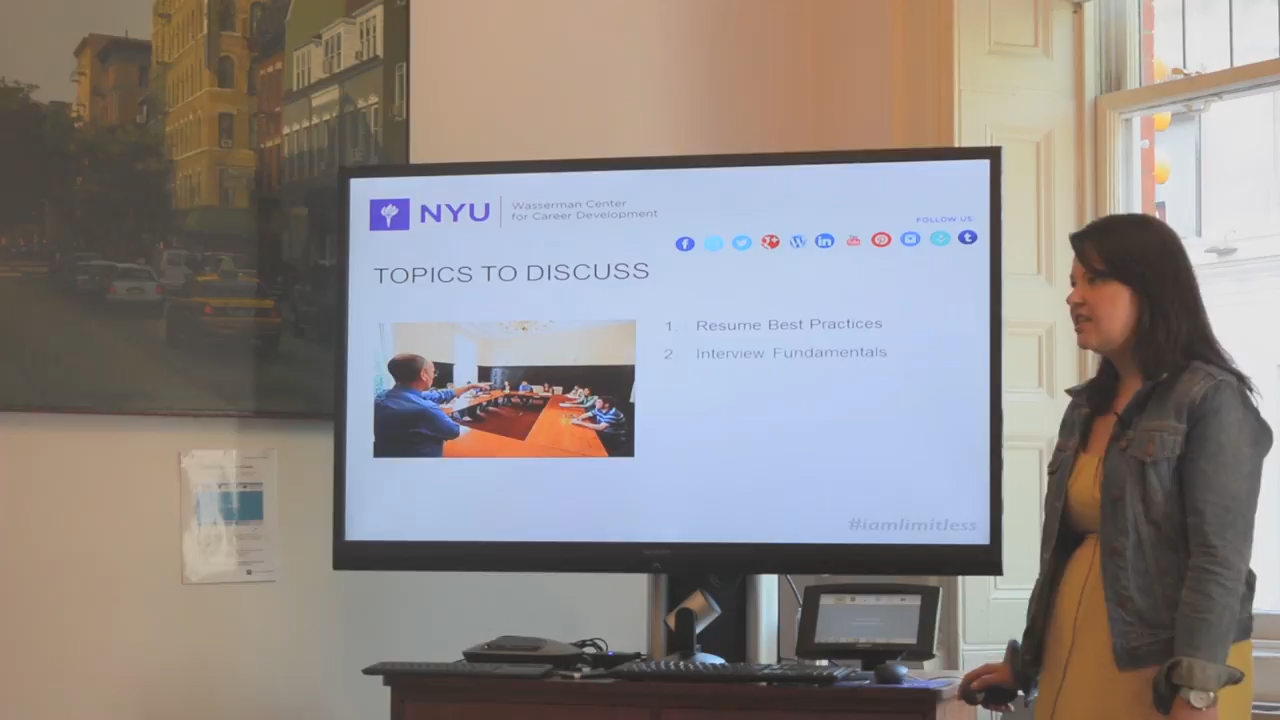 NYU
Wasserman Center
for Career Development
FOLLOW US:
TOPICS TO DISCUSS
1. Resume Best Practices
2 Interview Fundamentals
#iamlimitless